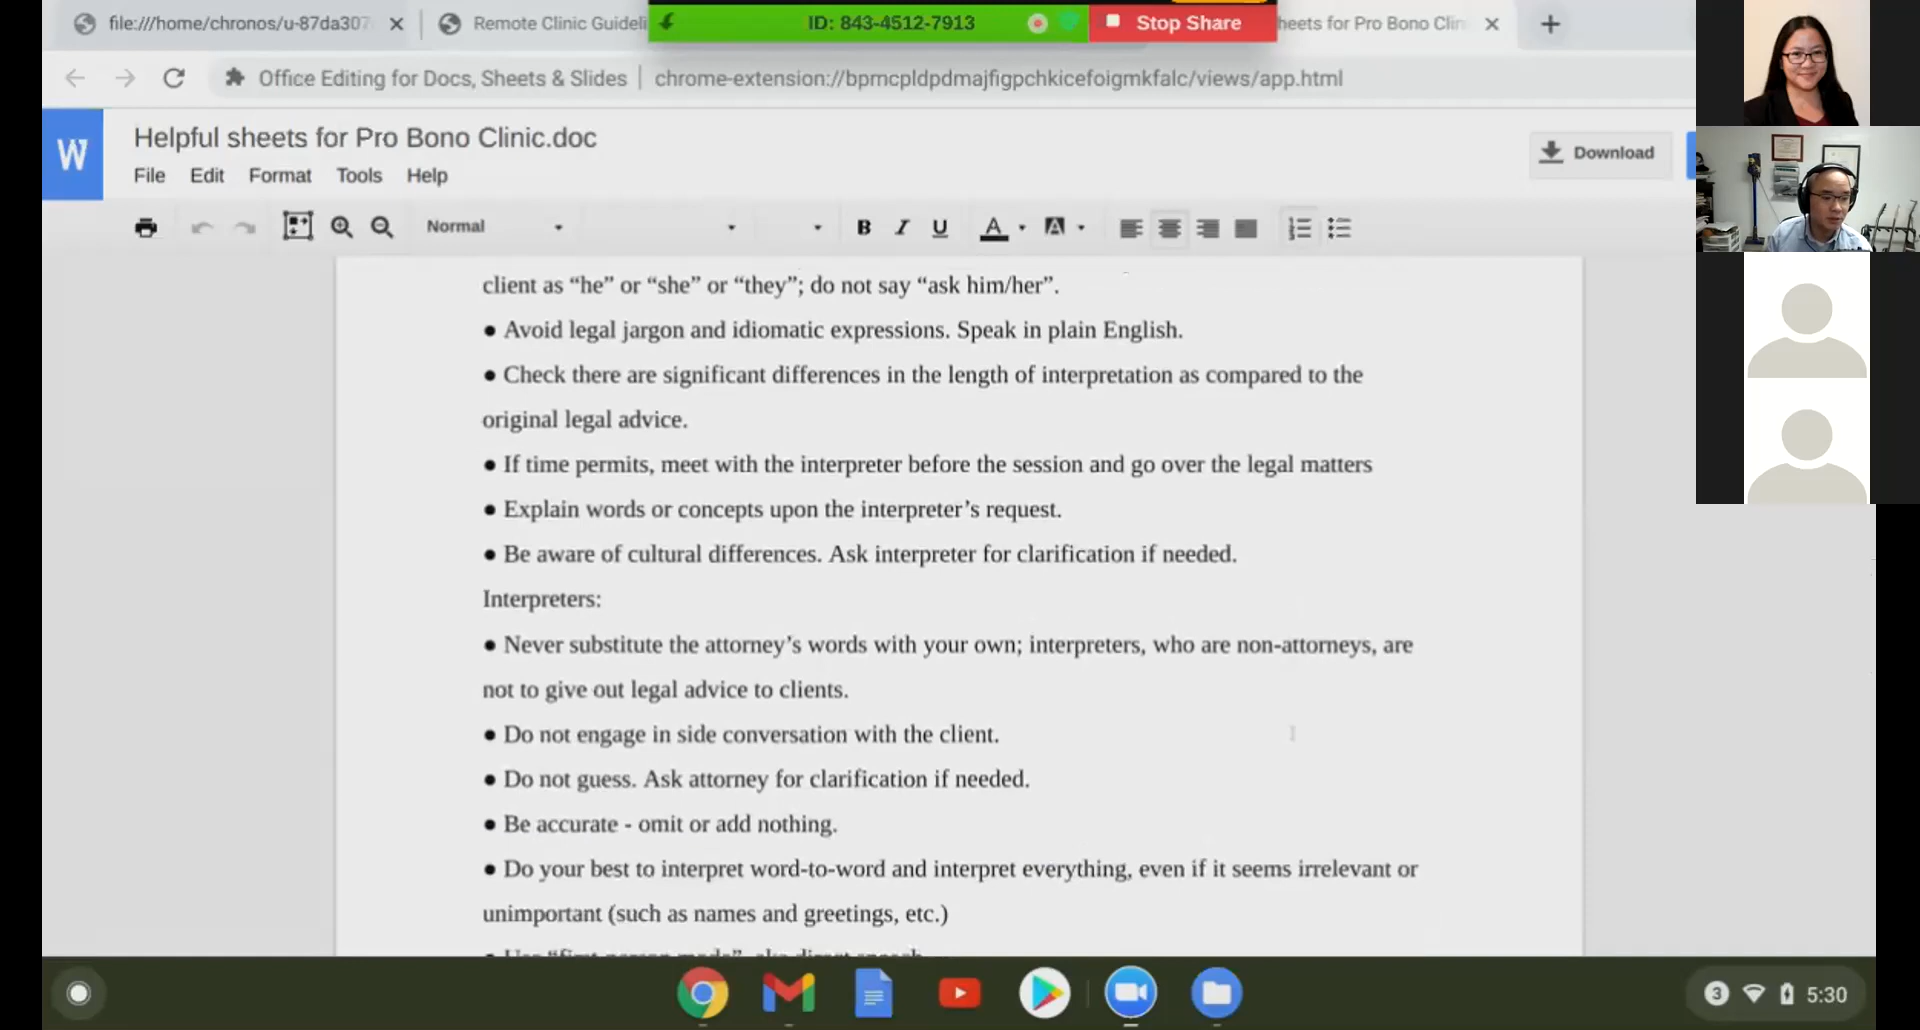 file:///home/chronos/u-87da307
Remote Clinic Guideli
ID: 843-4512-7913
Stop Share
heets for Pro Bono Clin
Office Editing for Docs, Sheets & Slides
chrome-extension://bpmcpldpdmajfigpchkicefoigmkfalc/views/app.html
W
Helpful sheets for Pro Bono Clinic.doc
Download
File Edit Format Tools Help
Normal
B I U A A
client as “he” or “she” or “they”; do not say “ask him/her”.
● Avoid legal jargon and idiomatic expressions. Speak in plain English.
● Check there are significant differences in the length of interpretation as compared to the
original legal advice.
● If time permits, meet with the interpreter before the session and go over the legal matters
● Explain words or concepts upon the interpreter’s request.
● Be aware of cultural differences. Ask interpreter for clarification if needed.
Interpreters:
● Never substitute the attorney’s words with your own; interpreters, who are non-attorneys, are
not to give out legal advice to clients.
● Do not engage in side conversation with the client.
● Do not guess. Ask attorney for clarification if needed.
● Be accurate - omit or add nothing.
● Do your best to interpret word-to-word and interpret everything, even if it seems irrelevant or
unimportant (such as names and greetings, etc.)
● Use “first person mode”, aka direct speech
3 5:30